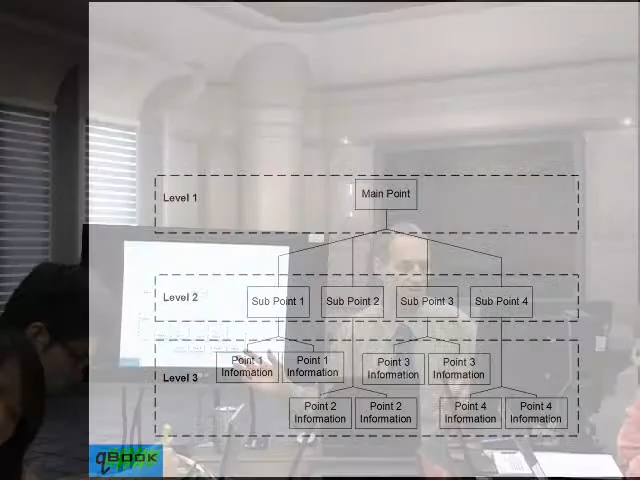 Level 1
Main Point
Level 2
Sub Point 1
Sub Point 2
Sub Point 3
Sub Point 4
Level 3
Point 1
Information
Point 1
Information
Point 3
Information
Point 3
Information
Point 2
Information
Point 2
Information
Point 4
Information
Point 4
Information
qBOOK